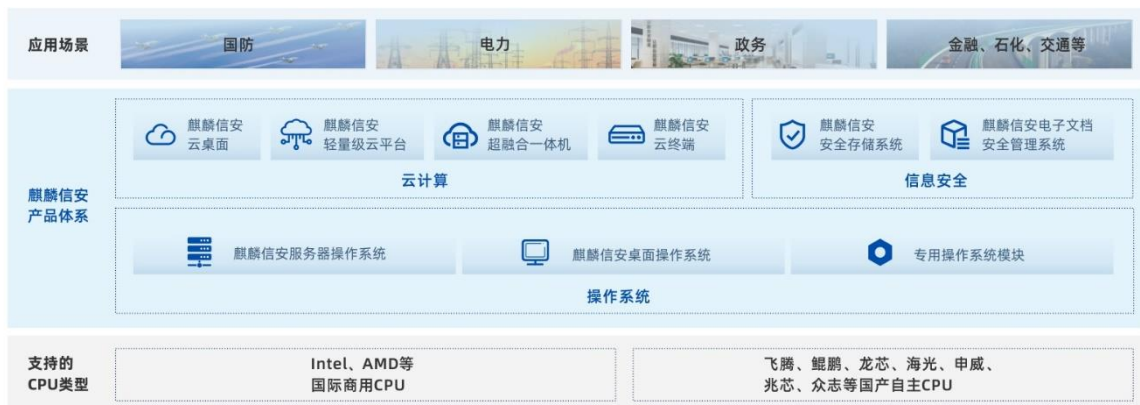 应用场景
国防
电力
政务
金融、石化、交通等
麒麟信安
产品体系
麒麟信安
云桌面
麒麟信安
轻量级云平台
麒麟信安
超融合一体机
麒麟信安
云终端
云计算
麒麟信安
安全存储系统
麒麟信安电子文档
安全管理系统
信息安全
麒麟信安服务器操作系统
麒麟信安桌面操作系统
专用操作系统模块
操作系统
支持的
CPU类型
Intel、AMD等
国际商用CPU
飞腾、鲲鹏、龙芯、海光、申威、
兆芯、众志等国产自主CPU